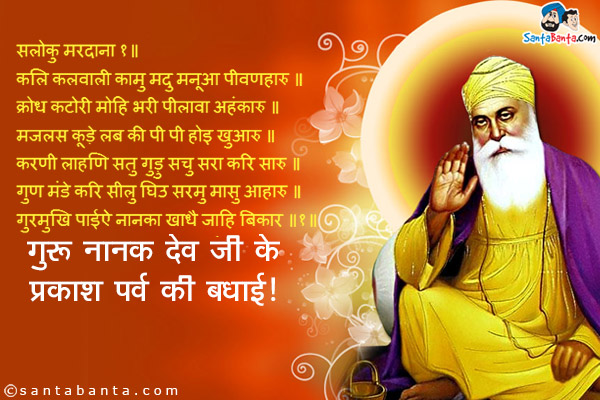 SantaBanta.com
सलोकु मरदाना १॥
कलि कलवाली कामु मदु मनूआ पीवणहारु ॥
क्रोध कटोरी मोहि भरी पीलावा अहंकारु ॥
मजलस कूड़े लब की पी पी होइ खुआरु ॥
करणी लाहणि सतु गुड़ु सचु सरा करि सारु ॥
गुण मंडे करि सीलु घिउ सरमु मासु आहारु ॥
गुरमुखि पाईऐ नानका खाधै जाहि बिकार ॥१॥
गुरू नानक देव जी के
प्रकाश पर्व की बधाई!
©santabanta.com